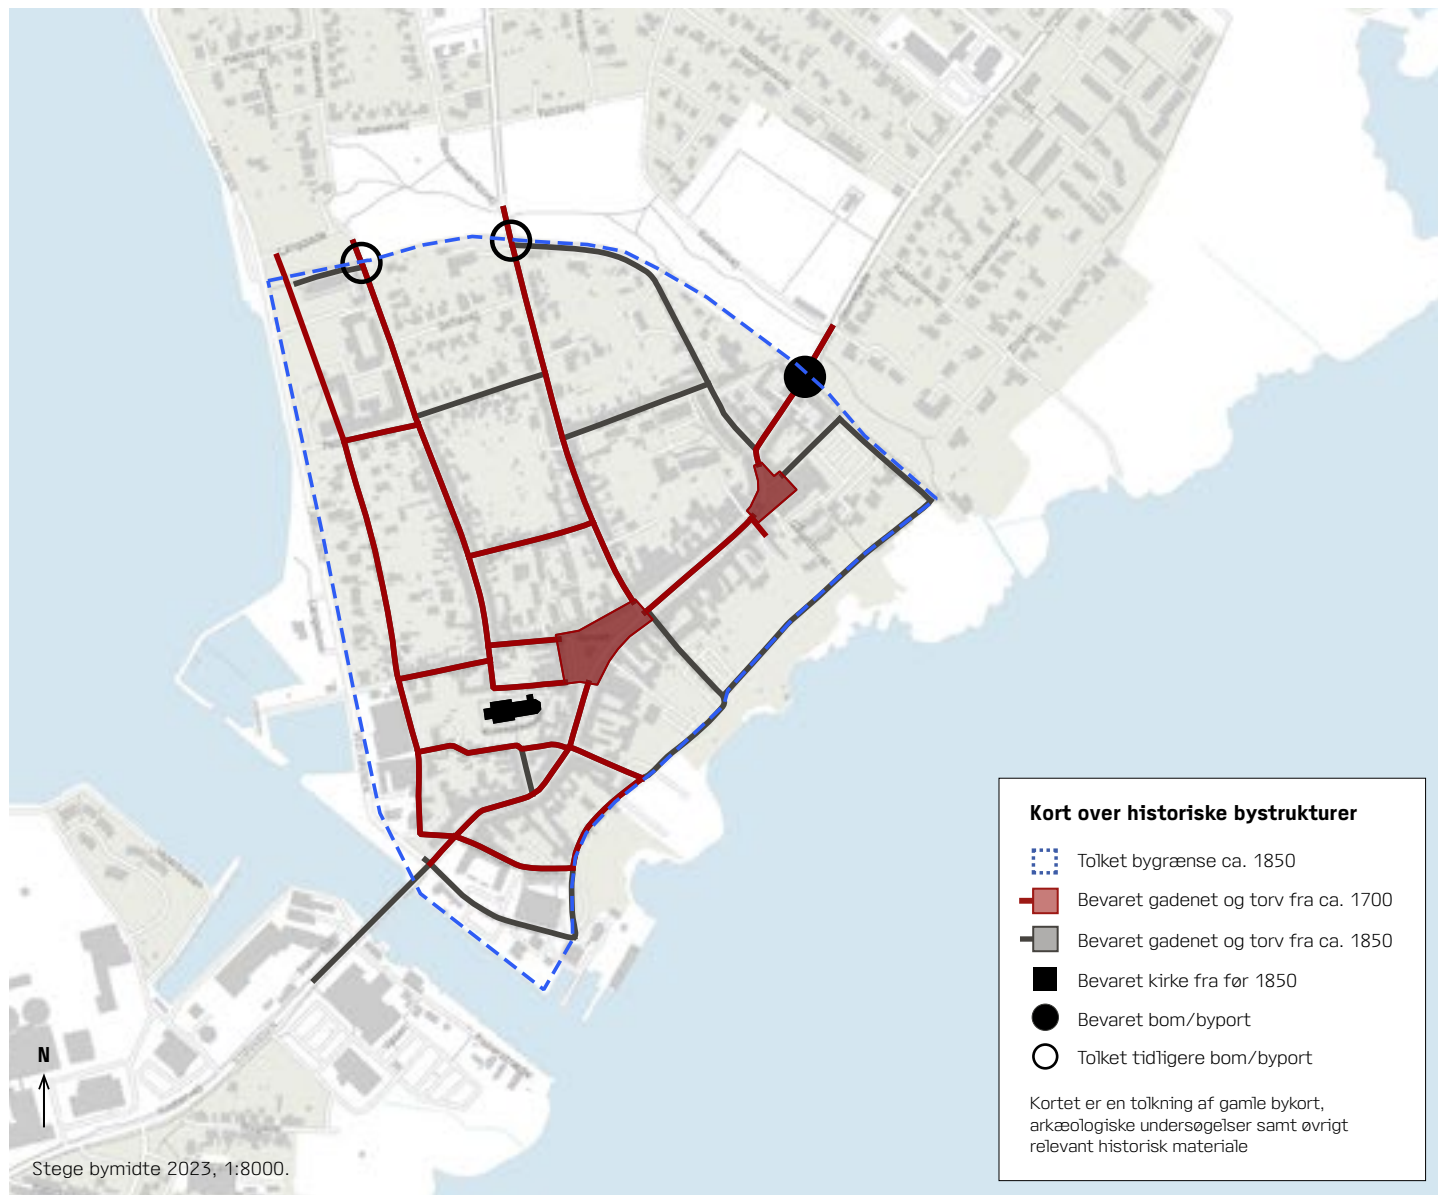 Kort over historiske bystrukturer
Tolket bygrænse ca. 1850
Bevaret gadenet og torv fra ca. 1700
Bevaret gadenet og torv fra ca. 1850
Bevaret kirke fra før 1850
Bevaret bom/byport
Tolket tidligere bom/byport
Kortet er en tolkning af gamle bykort,
arkæologiske undersøgelser samt øvrigt
relevant historisk materiale
N
Stege bymidte 2023, 1:8000.